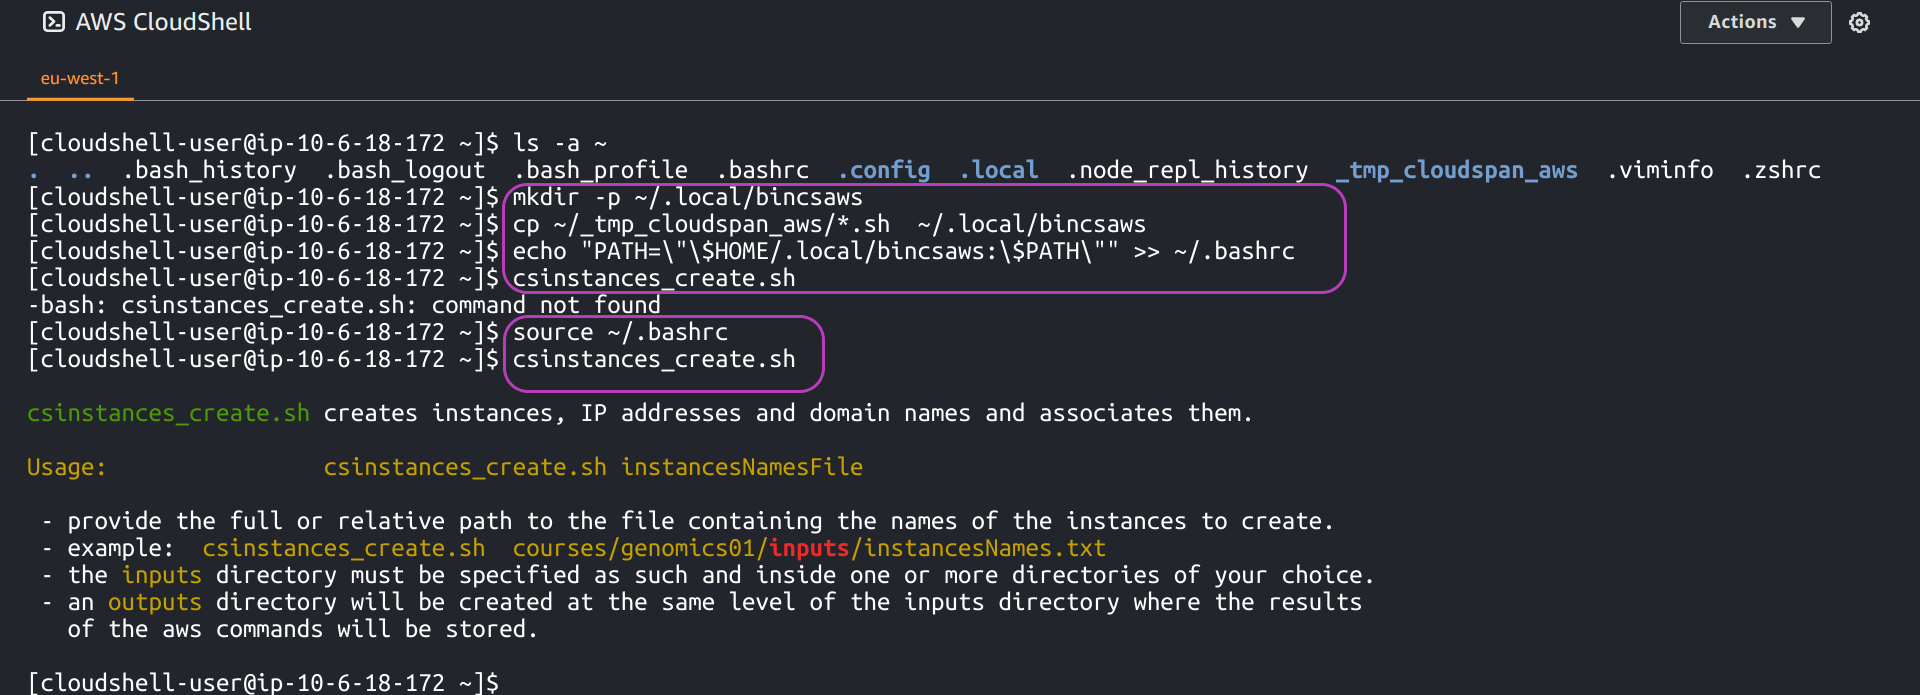 AWS CloudShell
Actions ▼
eu-west-1
[cloudshell-user@ip-10-6-18-172 ~]$ ls -a ~
.  ..  .bash_history  .bash_logout  .bash_profile  .bashrc  .config  .local  .node_repl_history  _tmp_cloudspan_aws  .viminfo  .zshrc
[cloudshell-user@ip-10-6-18-172 ~]$ mkdir -p ~/.local/bincsaws
[cloudshell-user@ip-10-6-18-172 ~]$ cp ~/_tmp_cloudspan_aws/*.sh  ~/.local/bincsaws
[cloudshell-user@ip-10-6-18-172 ~]$ echo "PATH=\"\$HOME/.local/bincsaws:\$PATH\"" >> ~/.bashrc
[cloudshell-user@ip-10-6-18-172 ~]$ csinstances_create.sh
-bash: csinstances_create.sh: command not found
[cloudshell-user@ip-10-6-18-172 ~]$ source ~/.bashrc
[cloudshell-user@ip-10-6-18-172 ~]$ csinstances_create.sh
csinstances_create.sh creates instances, IP addresses and domain names and associates them.
Usage:                csinstances_create.sh instancesNamesFile
- provide the full or relative path to the file containing the names of the instances to create.
- example:  csinstances_create.sh  courses/genomics01/inputs/instancesNames.txt
- the inputs directory must be specified as such and inside one or more directories of your choice.
- an outputs directory will be created at the same level of the inputs directory where the results
of the aws commands will be stored.
[cloudshell-user@ip-10-6-18-172 ~]$